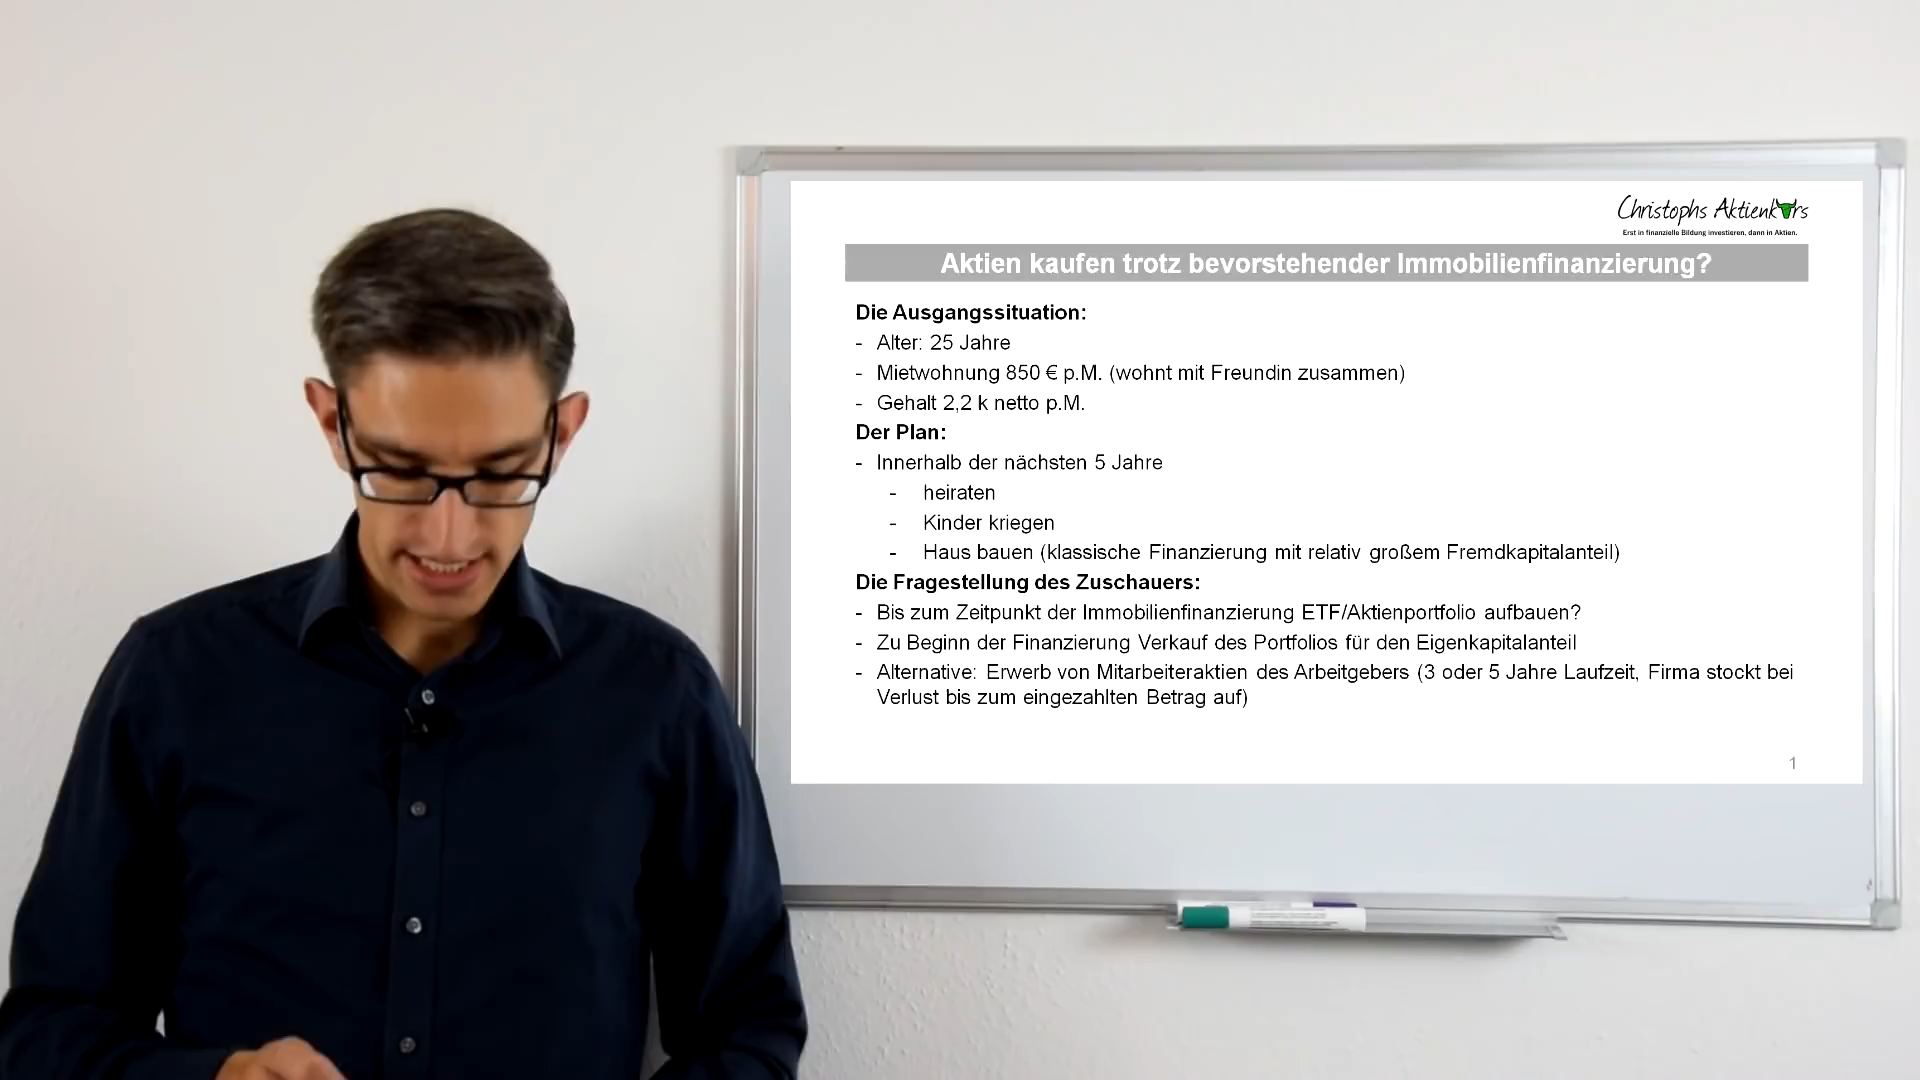 Christophs Aktienkurs
Erst in finanzielle Bildung investieren, dann in Aktien.
Aktien kaufen trotz bevorstehender Immobilienfinanzierung?
Die Ausgangssituation:
- Alter: 25 Jahre
- Mietwohnung 850 € p.M. (wohnt mit Freundin zusammen)
- Gehalt 2,2 k netto p.M.
Der Plan:
- Innerhalb der nächsten 5 Jahre
- heiraten
- Kinder kriegen
- Haus bauen (klassische Finanzierung mit relativ großem Fremdkapitalanteil)
Die Fragestellung des Zuschauers:
- Bis zum Zeitpunkt der Immobilienfinanzierung ETF/Aktienportfolio aufbauen?
- Zu Beginn der Finanzierung Verkauf des Portfolios für den Eigenkapitalanteil
- Alternative: Erwerb von Mitarbeiteraktien des Arbeitgebers (3 oder 5 Jahre Laufzeit, Firma stockt bei
Verlust bis zum eingezahlten Betrag auf)
1